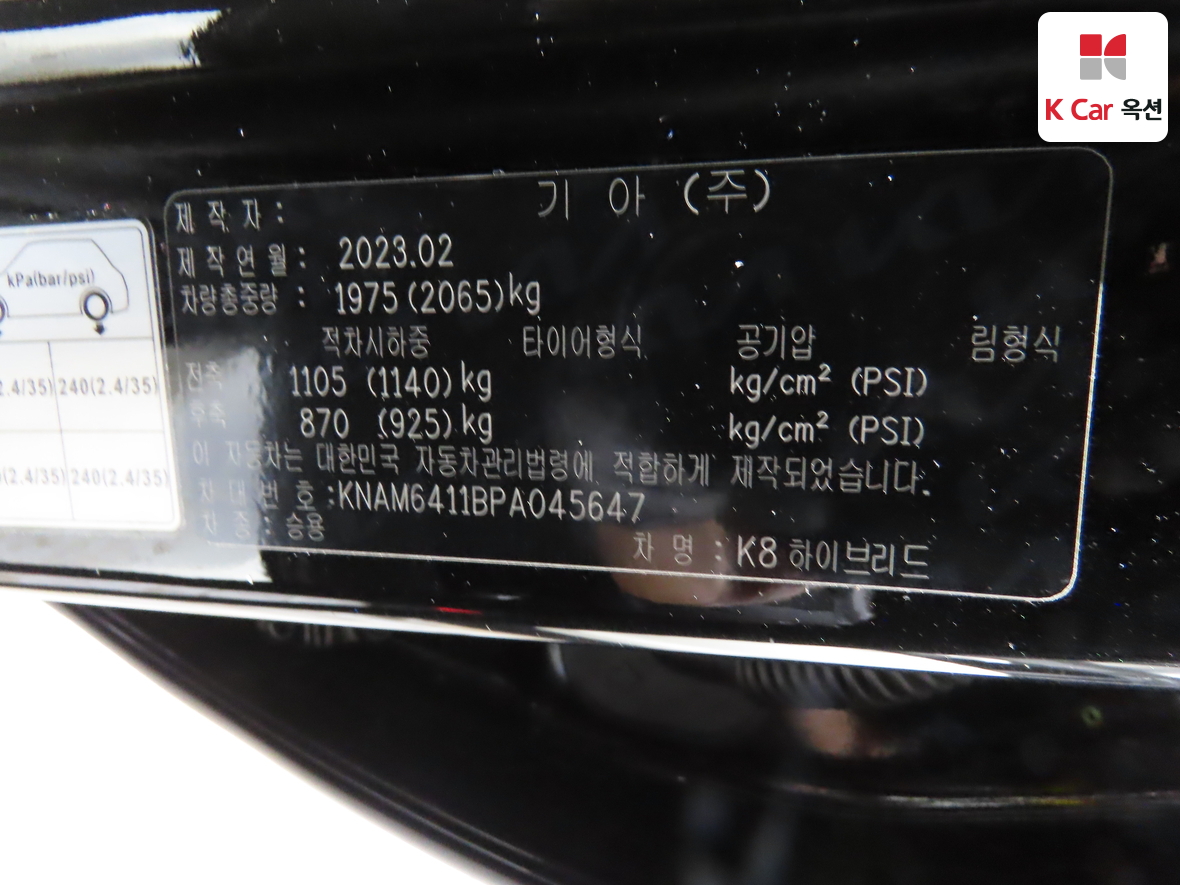 K Car 옥션
제 작 자 : 기 아 (주)
제 작 연 월 : 2023.02
차량총중량 : 1975 (2065)kg
적차시하중 타이어형식 공기압 림형식
전축 1105 (1140) kg kg/cm² (PSI)
후축 870 (925) kg kg/cm² (PSI)
이 자동차는 대한민국 자동차관리법령에 적합하게 제작되었습니다.
차 대 번 호 :KNAM6411BPA045647
차 종 : 승용
차 명 : K8 하이브리드
kPa(bar/psi)
2.4/35) 240(2.4/35)
(2.4/35) 240(2.4/35)